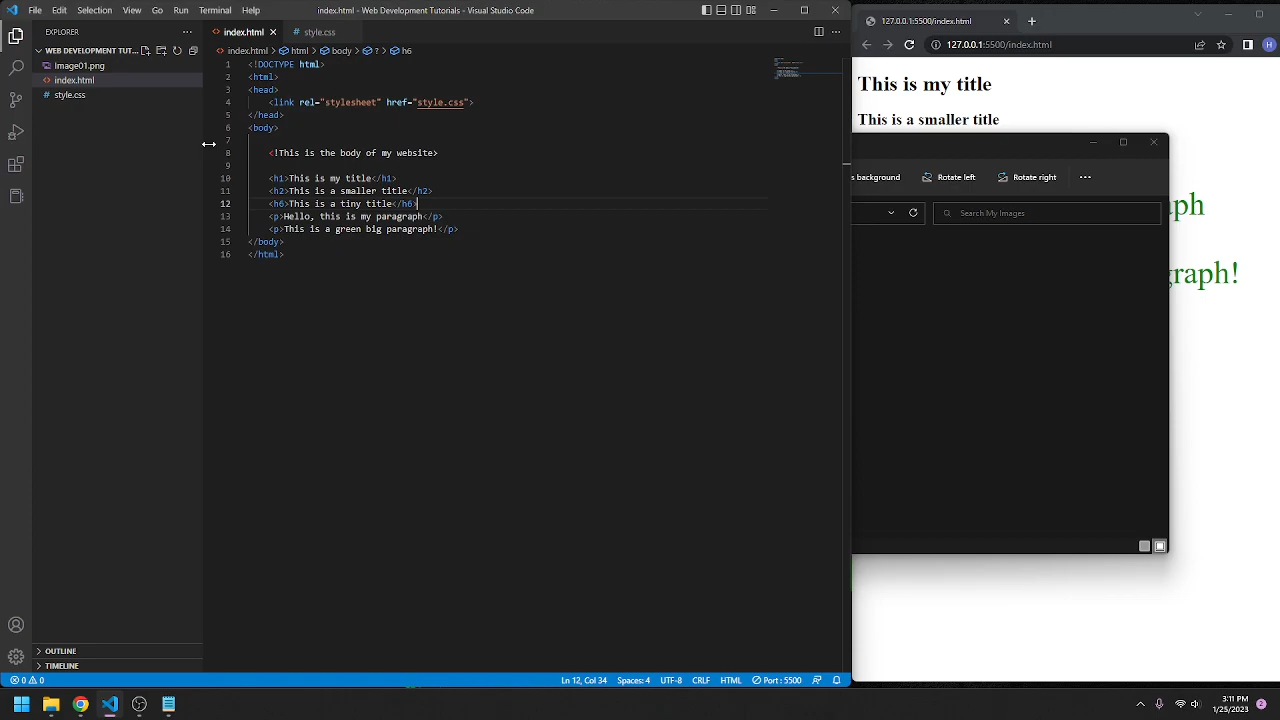 File Edit Selection View Go Run Terminal Help
index.html - Web Development Tutorials - Visual Studio Code
EXPLORER
WEB DEVELOPMENT TUT...
Image01.png
index.html
style.css
OUTLINE
TIMELINE
index.html
style.css
index.html > html > body > ? > h6
1 <!DOCTYPE html>
2 <html>
3 <head>
4 <link rel="stylesheet" href="style.css">
5 </head>
6 <body>
7
8 <!This is the body of my website>
9
10 <h1>This is my title</h1>
11 <h2>This is a smaller title</h2>
12 <h6>This is a tiny title</h6>
13 <p>Hello, this is my paragraph</p>
14 <p>This is a green big paragraph!</p>
15 </body>
16 </html>
0 0
Ln 12, Col 34 Spaces: 4 UTF-8 CRLF HTML Port : 5500
127.0.0.1:5500/index.html
127.0.0.1:5500/index.html
This is my title
This is a smaller title
s background Rotate left Rotate right
Search My Images
aph
graph!
3:11 PM
1/23/2023
2